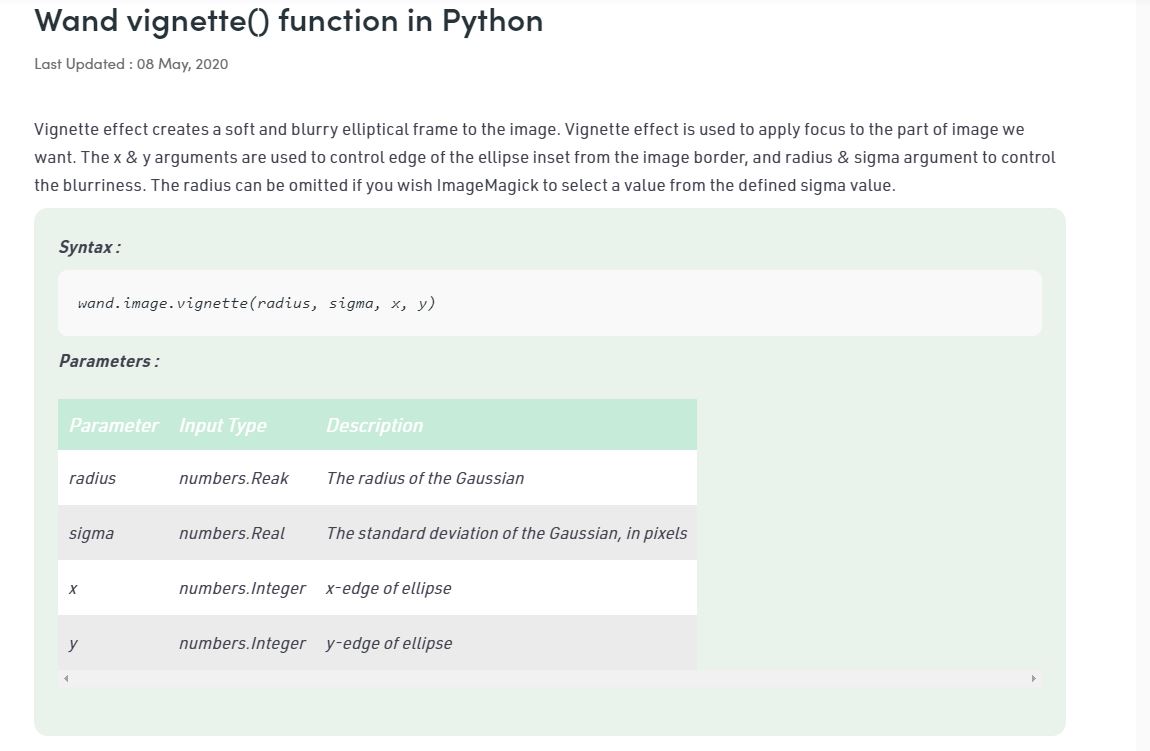 Wand vignette() function in Python
Last Updated : 08 May, 2020
Vignette effect creates a soft and blurry elliptical frame to the image. Vignette effect is used to apply focus to the part of image we
want. The x & y arguments are used to control edge of the ellipse inset from the image border, and radius & sigma argument to control
the blurriness. The radius can be omitted if you wish ImageMagick to select a value from the defined sigma value.
Syntax :
wand.image.vignette(radius, sigma, x, y)
Parameters :
Parameter Input Type Description
radius numbers.Reak The radius of the Gaussian
sigma numbers.Real The standard deviation of the Gaussian, in pixels
x numbers.Integer x-edge of ellipse
y numbers.Integer y-edge of ellipse